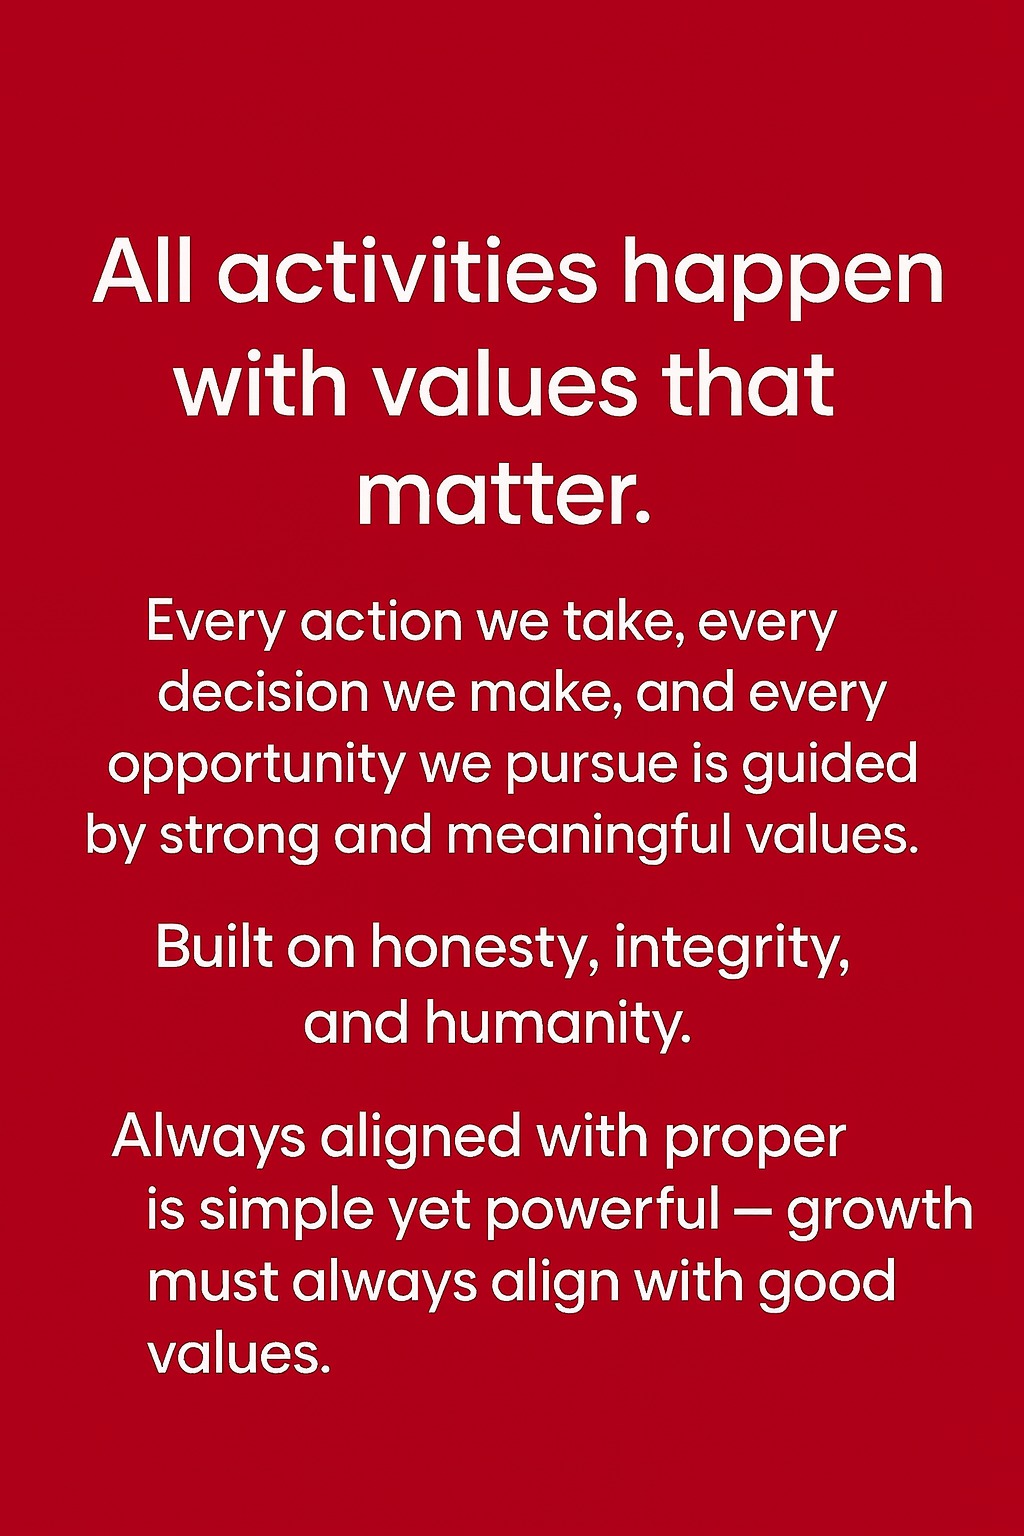 All activities happen
with values that
matter.
Every action we take, every
decision we make, and every
opportunity we pursue is guided
by strong and meaningful values.
Built on honesty, integrity,
and humanity.
Always aligned with proper
is simple yet powerful — growth
must always align with good
values.